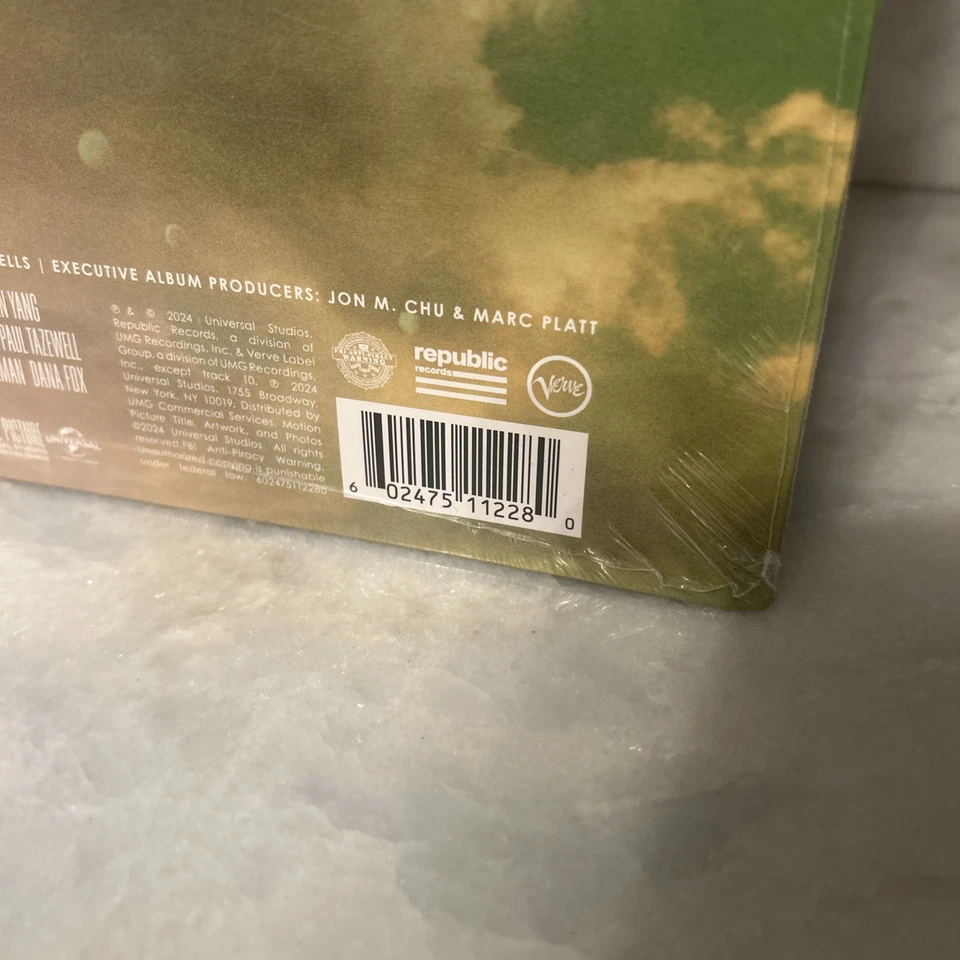 ELLS | EXECUTIVE ALBUM PRODUCERS: JON M. CHU & MARC PLATT
N YANG
PAUL TAZEWELL
MAN DANA FOX
PICTURE
UNIVERSAL
℗ & © 2024 Universal Studios,
Republic Records, a division of
UMG Recordings, Inc. & Verve Label
Group, a division of UMG Recordings,
Inc., except track 10, ℗ 2024
Universal Studios. 1755 Broadway,
New York, NY 10019. Distributed by
UMG Commercial Services. Motion
Picture Title, Artwork, and Photos
©2024 Universal Studios. All rights
reserved.FBI Anti-Piracy Warning.
Unauthorized copying is punishable
under federal law. 602475112280
republic
records
Verve
6 02475 11228 0